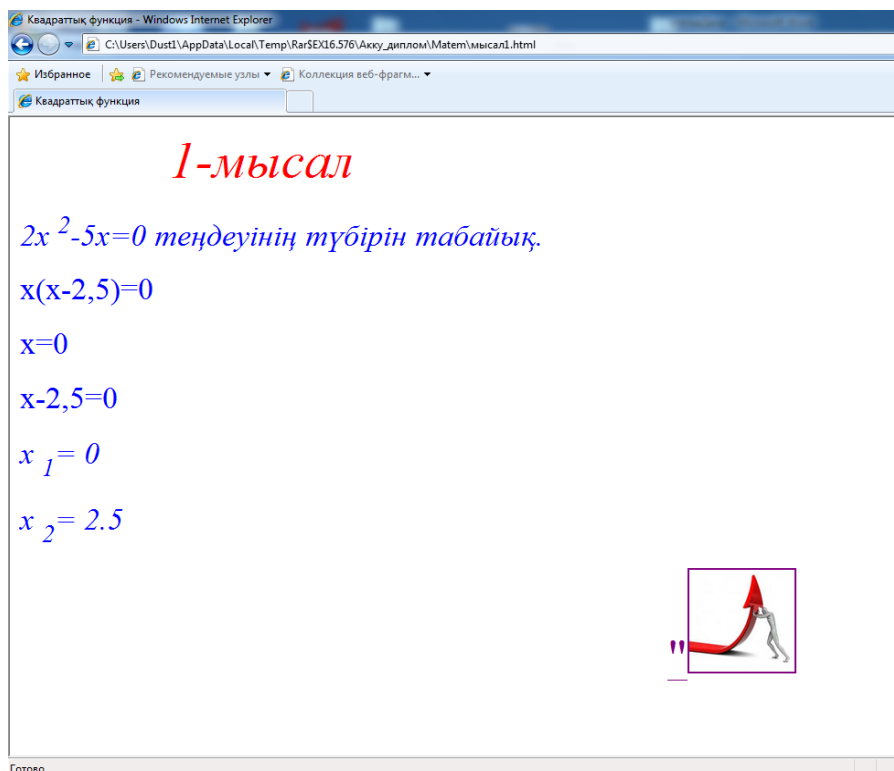 Квадраттық функция - Windows Internet Explorer
C:\Users\Dust1\AppData\Local\Temp\Rar$EX16.576\Акку_диплом\Matem\мысал1.html
Избранное Рекомендуемые узлы Коллекция веб-фрагм...
Квадраттық функция
1-мысал
2x ²-5x=0 теңдеуінің түбірін табайық.
x(x-2,5)=0
x=0
x-2,5=0
x ₁= 0
x ₂= 2.5
"
Готово